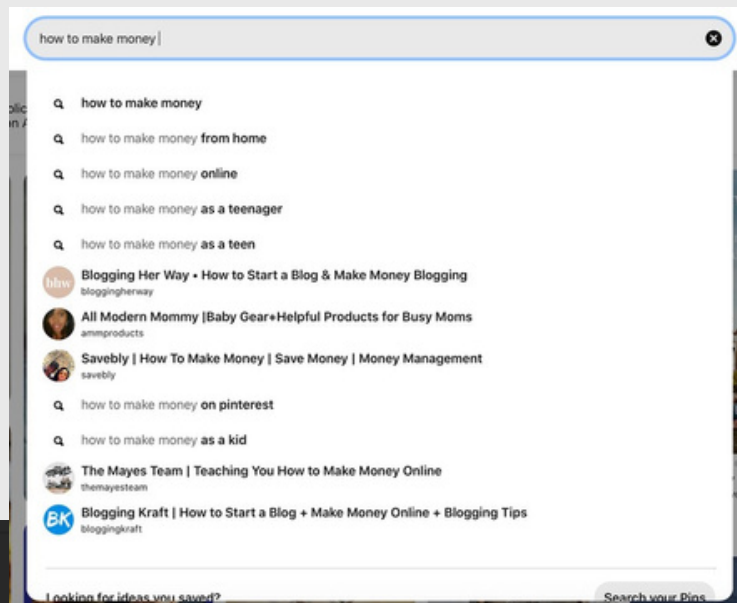 how to make money
how to make money
how to make money from home
how to make money online
how to make money as a teenager
how to make money as a teen
bhw
Blogging Her Way • How to Start a Blog & Make Money Blogging
bloggingherway
All Modern Mommy |Baby Gear+Helpful Products for Busy Moms
ammproducts
Savebly | How To Make Money | Save Money | Money Management
savebly
how to make money on pinterest
how to make money as a kid
The Mayes Team | Teaching You How to Make Money Online
themayesteam
BK
Blogging Kraft | How to Start a Blog + Make Money Online + Blogging Tips
bloggingkraft
Looking for ideas you saved?
Search your Pins